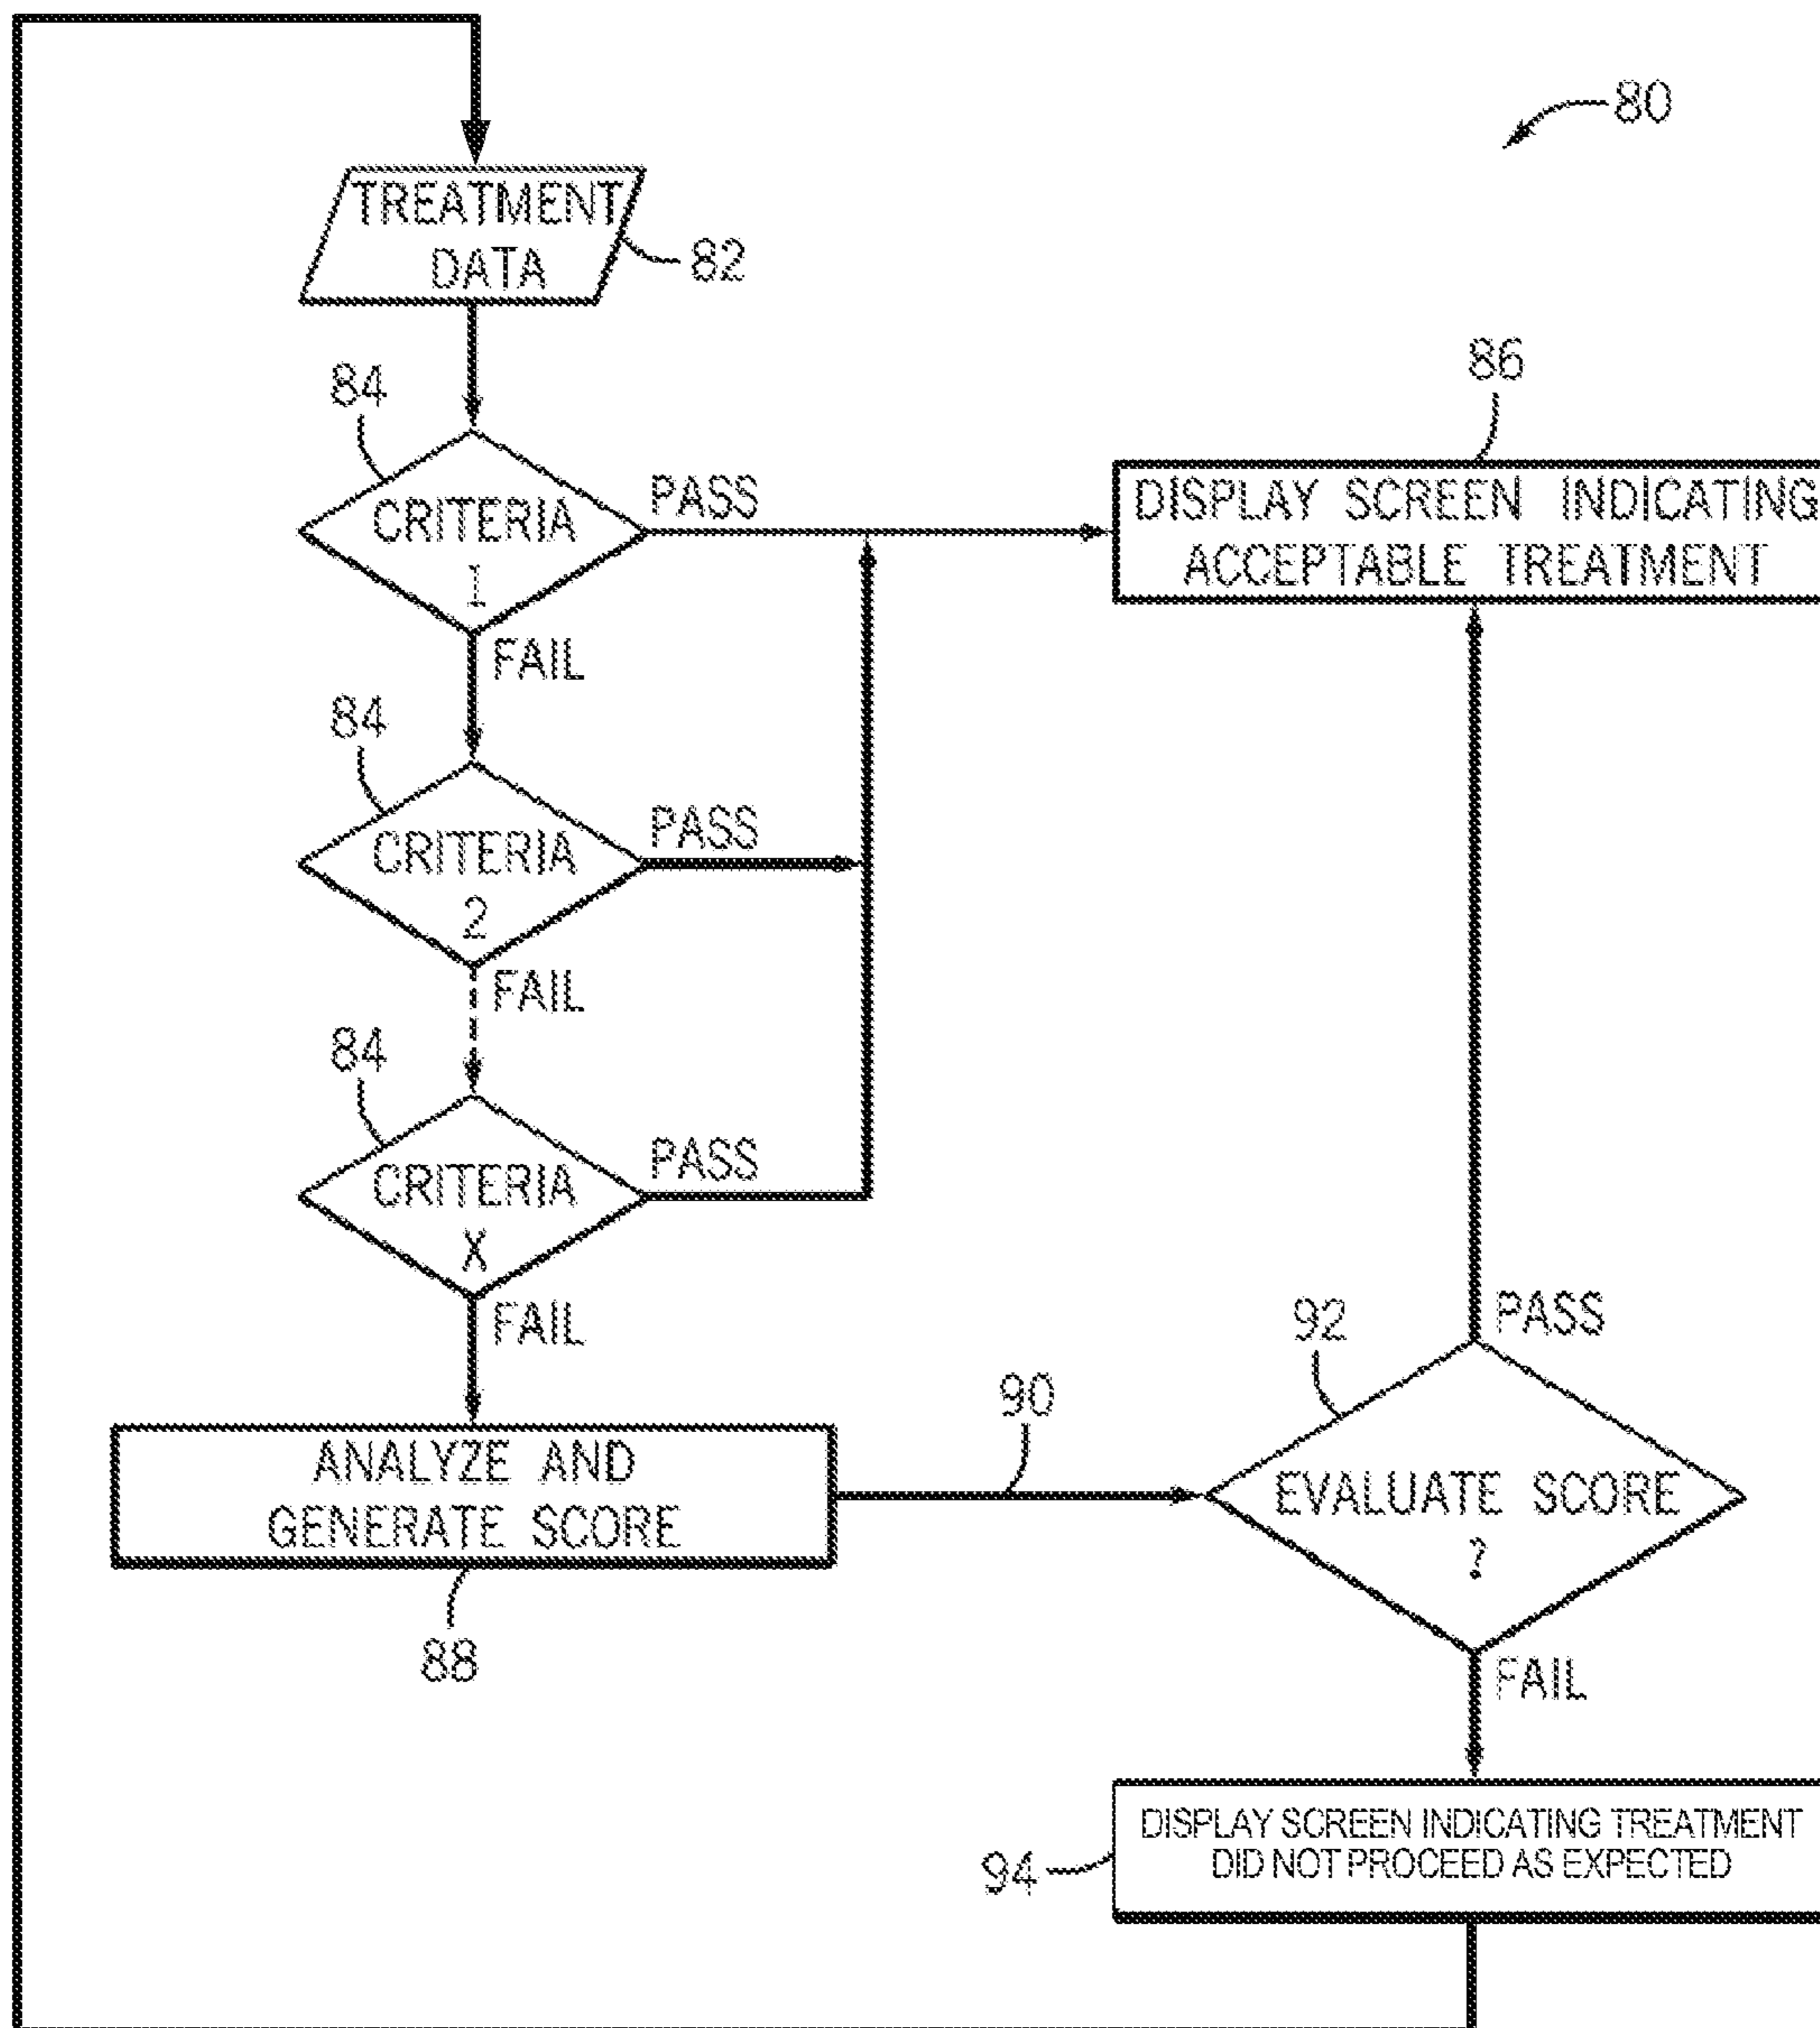 80
TREATMENT
DATA
82
84
CRITERIA
1
PASS
FAIL
86
DISPLAY SCREEN INDICATING
ACCEPTABLE TREATMENT
84
CRITERIA
2
PASS
FAIL
84
CRITERIA
X
PASS
FAIL
ANALYZE AND
GENERATE SCORE
88
90
92
EVALUATE SCORE
?
PASS
FAIL
DISPLAY SCREEN INDICATING TREATMENT
DID NOT PROCEED AS EXPECTED
94